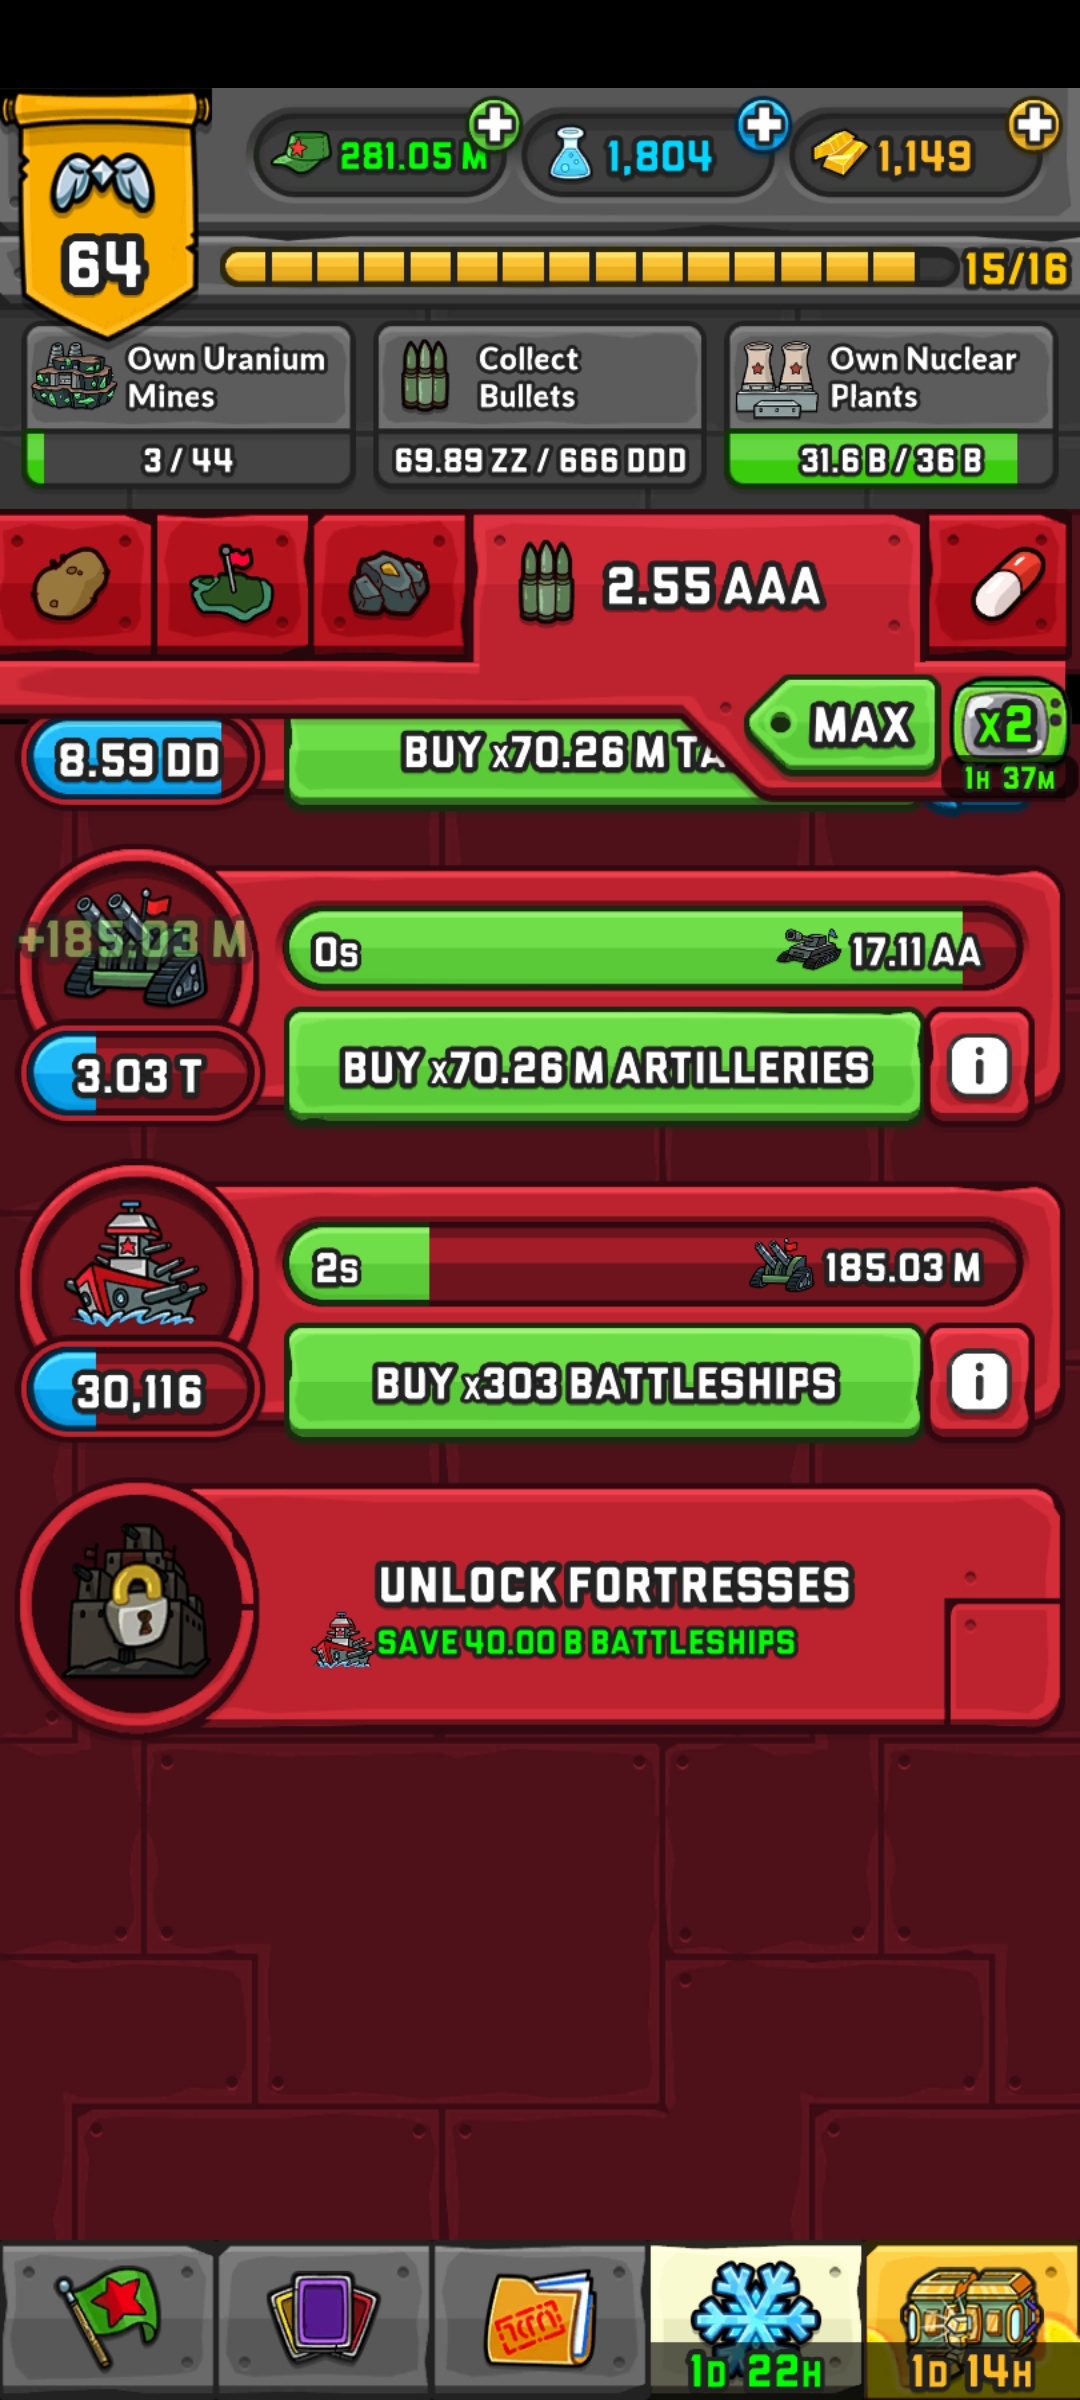 281.05 M
1,804
1,149
64
15/16
Own Uranium
Mines
3 / 44
Collect
Bullets
69.89 ZZ / 666 DDD
Own Nuclear
Plants
31.6 B / 36 B
2.55 AAA
MAX
x2
1H 37M
8.59 DD
BUY x70.26 M TA
+185.03 M
0s
17.11 AA
3.03 T
BUY x70.26 M ARTILLERIES
i
2s
185.03 M
30,116
BUY x303 BATTLESHIPS
i
UNLOCK FORTRESSES
SAVE 40.00 B BATTLESHIPS
1D 22H
1D 14H